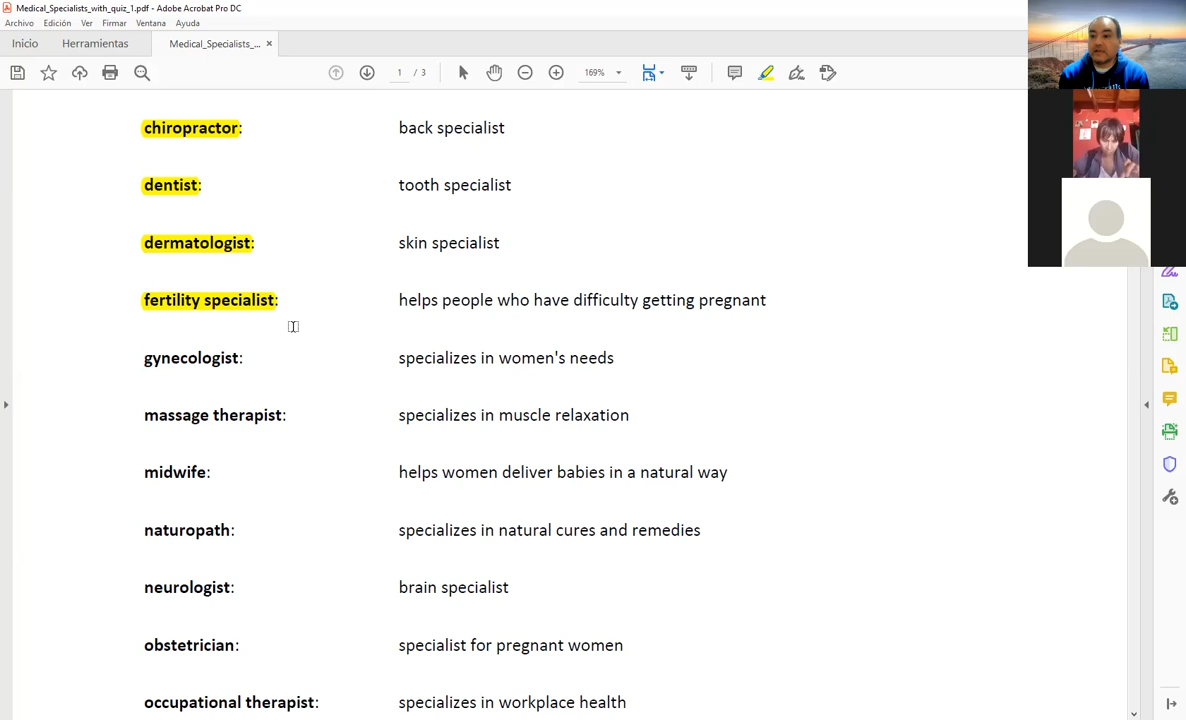 Medical_Specialists_with_quiz_1.pdf - Adobe Acrobat Pro DC
Archivo Edición Ver Firmar Ventana Ayuda
Inicio Herramientas Medical_Specialists_... ×
1 / 3 169%
chiropractor: back specialist
dentist: tooth specialist
dermatologist: skin specialist
fertility specialist: helps people who have difficulty getting pregnant
gynecologist: specializes in women's needs
massage therapist: specializes in muscle relaxation
midwife: helps women deliver babies in a natural way
naturopath: specializes in natural cures and remedies
neurologist: brain specialist
obstetrician: specialist for pregnant women
occupational therapist: specializes in workplace health